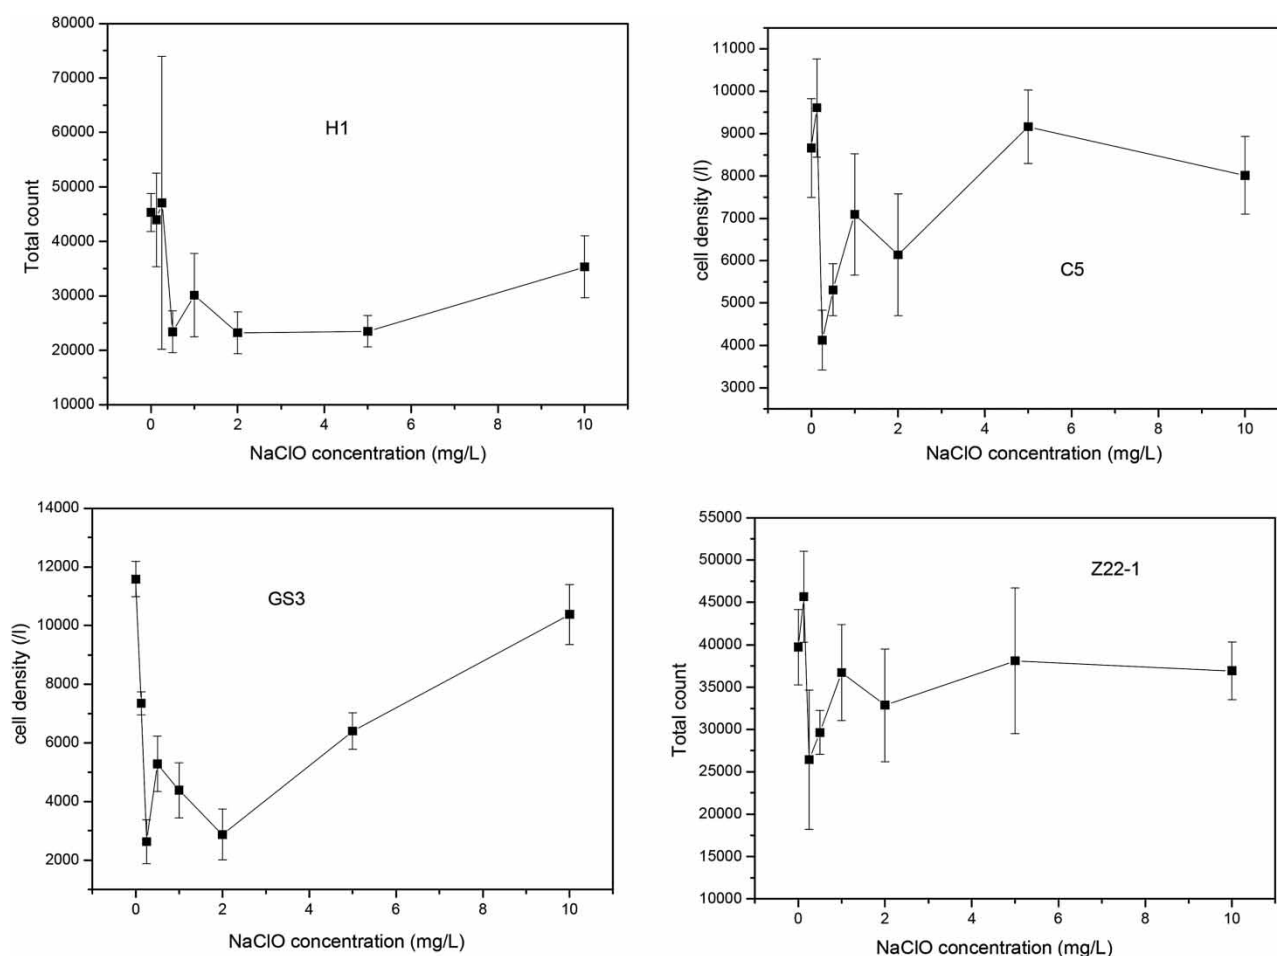 80000
70000
60000
50000
40000
30000
20000
10000
Total count
H1
0 2 4 6 8 10
NaClO concentration (mg/L)
11000
10000
9000
8000
7000
6000
5000
4000
3000
cell density (/l)
C5
0 2 4 6 8 10
NaClO concentration (mg/L)
14000
12000
10000
8000
6000
4000
2000
cell density (/l)
GS3
0 2 4 6 8 10
NaClO concentration (mg/L)
55000
50000
45000
40000
35000
30000
25000
20000
15000
10000
Total count
Z22-1
0 2 4 6 8 10
NaClO concentration (mg/L)